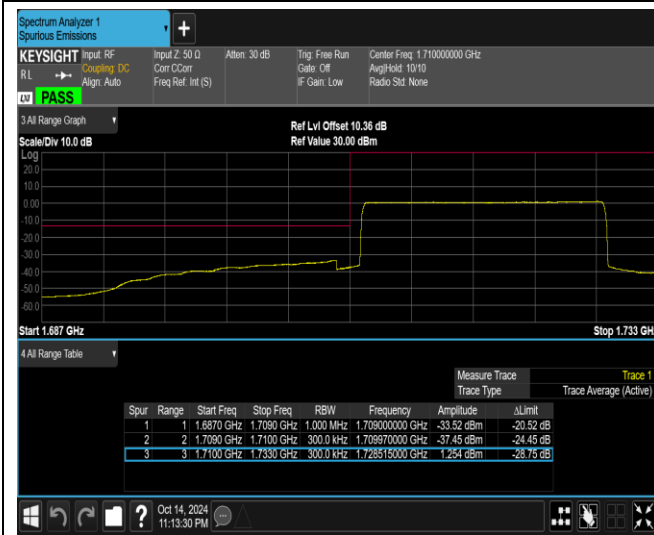 Spectrum Analyzer 1
Spurious Emissions
+
KEYSIGHT Input: RF Input Z: 50 Ω Atten: 30 dB Trig: Free Run Center Freq: 1.710000000 GHz
Coupling: DC Corr CCorr Gate: Off Avg|Hold: 10/10
R L Align: Auto Freq Ref: Int (S) IF Gain: Low Radio Std: None
LXI PASS
3 All Range Graph
Ref Lvl Offset 10.36 dB
Scale/Div 10.0 dB Ref Value 30.00 dBm
Log
20.0
10.0
0.00
-10.0
-20.0
-30.0
-40.0
-50.0
-60.0
Start 1.687 GHz Stop 1.733 GH
4 All Range Table
Measure Trace Trace 1
Trace Type Trace Average (Active)
Spur Range Start Freq Stop Freq RBW Frequency Amplitude ΔLimit
1 1 1.6870 GHz 1.7090 GHz 1.000 MHz 1.709000000 GHz -33.52 dBm -20.52 dB
2 2 1.7090 GHz 1.7100 GHz 300.0 kHz 1.709970000 GHz -37.45 dBm -24.45 dB
3 3 1.7100 GHz 1.7330 GHz 300.0 kHz 1.728515000 GHz 1.254 dBm -28.75 dB
? Oct 14, 2024
11:13:30 PM